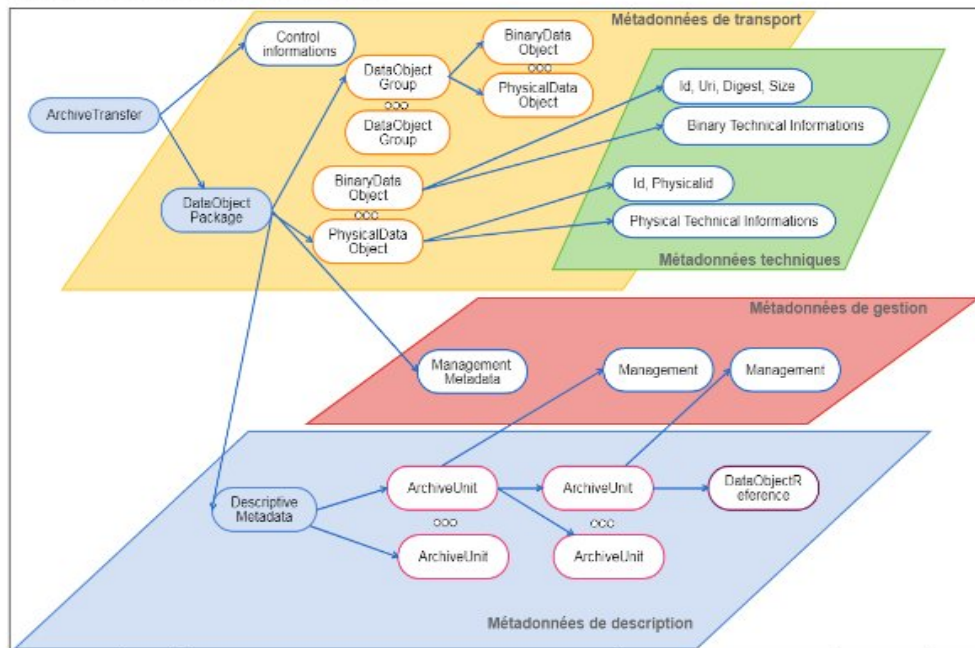 Métadonnées de transport
Control
informations
BinaryData
Object
DataObject
Group
PhysicalData
Object
ArchiveTransfer
DataObject
Group
Id, Uri, Digest, Size
Binary Technical Informations
BinaryData
Object
DataObject
Package
PhysicalData
Object
Id, Physicalid
Physical Technical Informations
Métadonnées techniques
Métadonnées de gestion
Management
Metadata
Management
Management
Descriptive
Metadata
ArchiveUnit
ArchiveUnit
DataObjectR
eference
ArchiveUnit
ArchiveUnit
Métadonnées de description